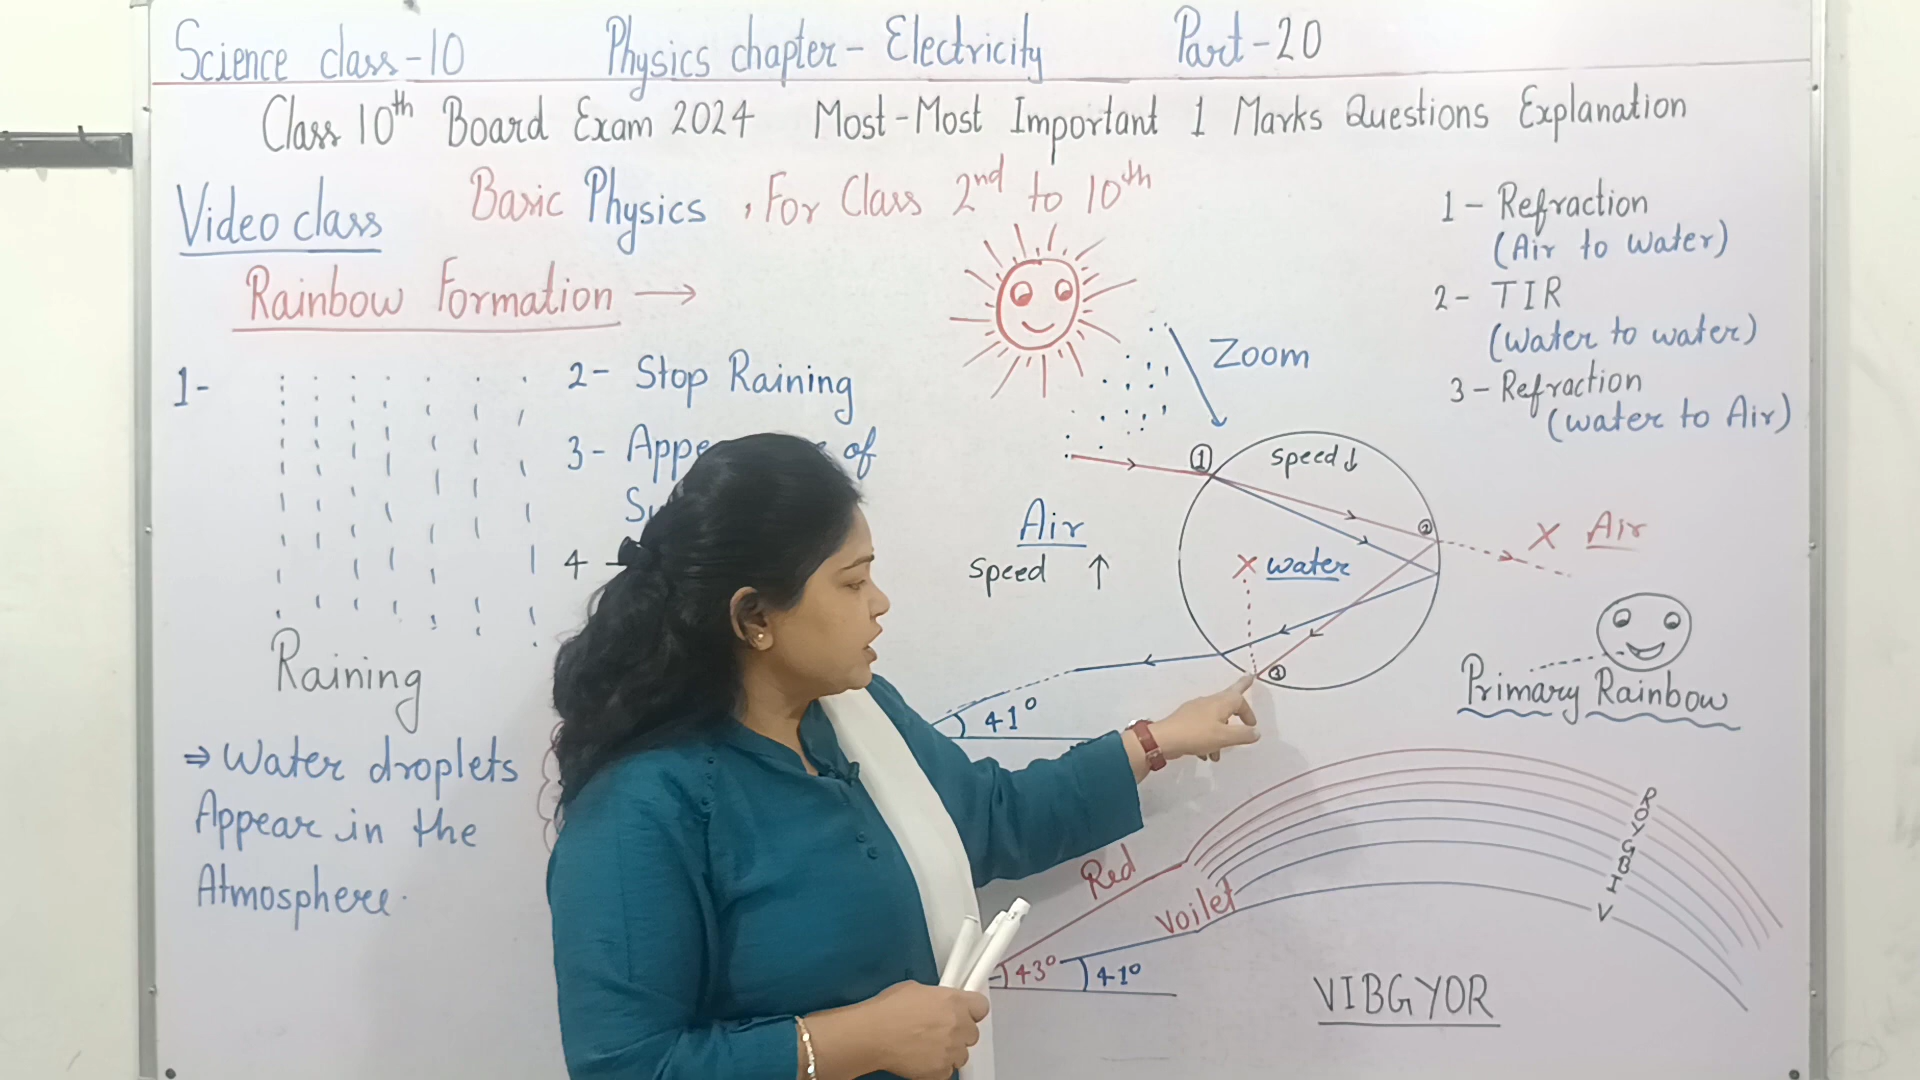 Science class-10 Physics chapter- Electricity Part-20
Class 10th Board Exam 2024 Most-Most Important 1 Marks Questions Explanation
Video class Basic Physics, For Class 2nd to 10th
Rainbow Formation →
1-
Raining
⇒ Water droplets
Appear in the
Atmosphere.
2- Stop Raining
3- of
4-
Zoom
1
Speed↓
2
Air
Speed ↑
X water
3
X Air
41°
1- Refraction
(Air to water)
2- TIR
(water to water)
3- Refraction
(water to Air)
Primary Rainbow
Red
Voilet
43° 41°
R
O
Y
G
B
I
V
VIBGYOR